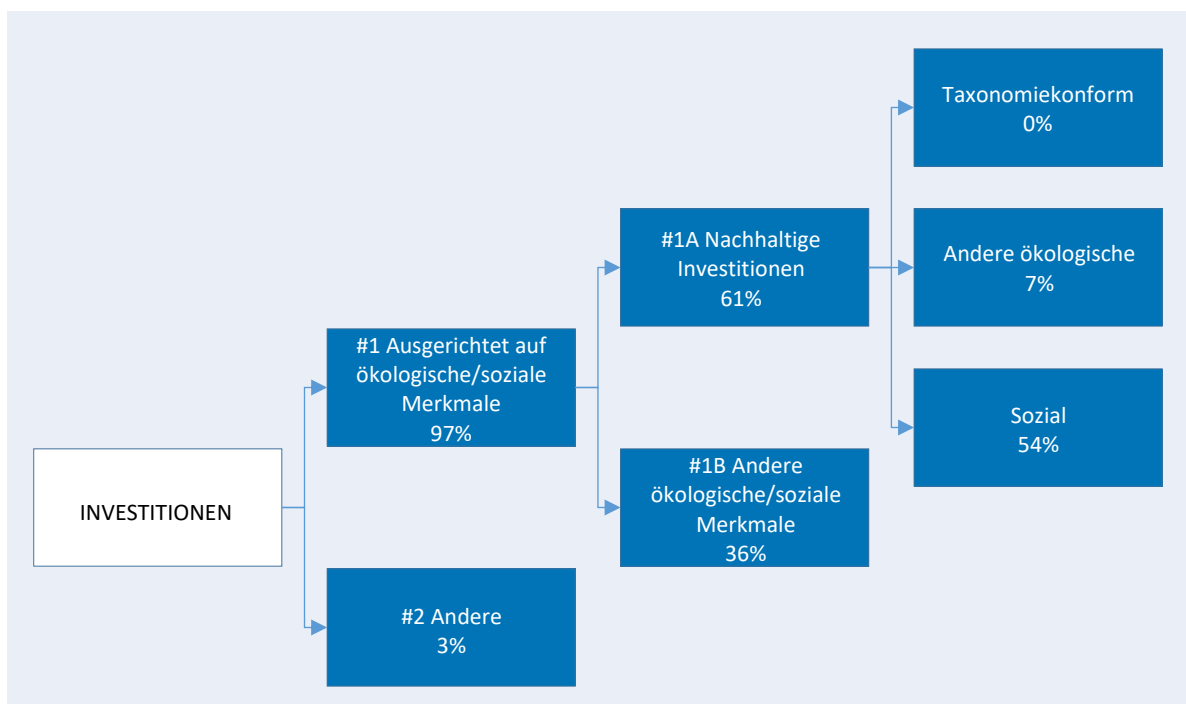 INVESTITIONEN
#1 Ausgerichtet auf
ökologische/soziale
Merkmale
97%
#2 Andere
3%
#1A Nachhaltige
Investitionen
61%
#1B Andere
ökologische/soziale
Merkmale
36%
Taxonomiekonform
0%
Andere ökologische
7%
Sozial
54%